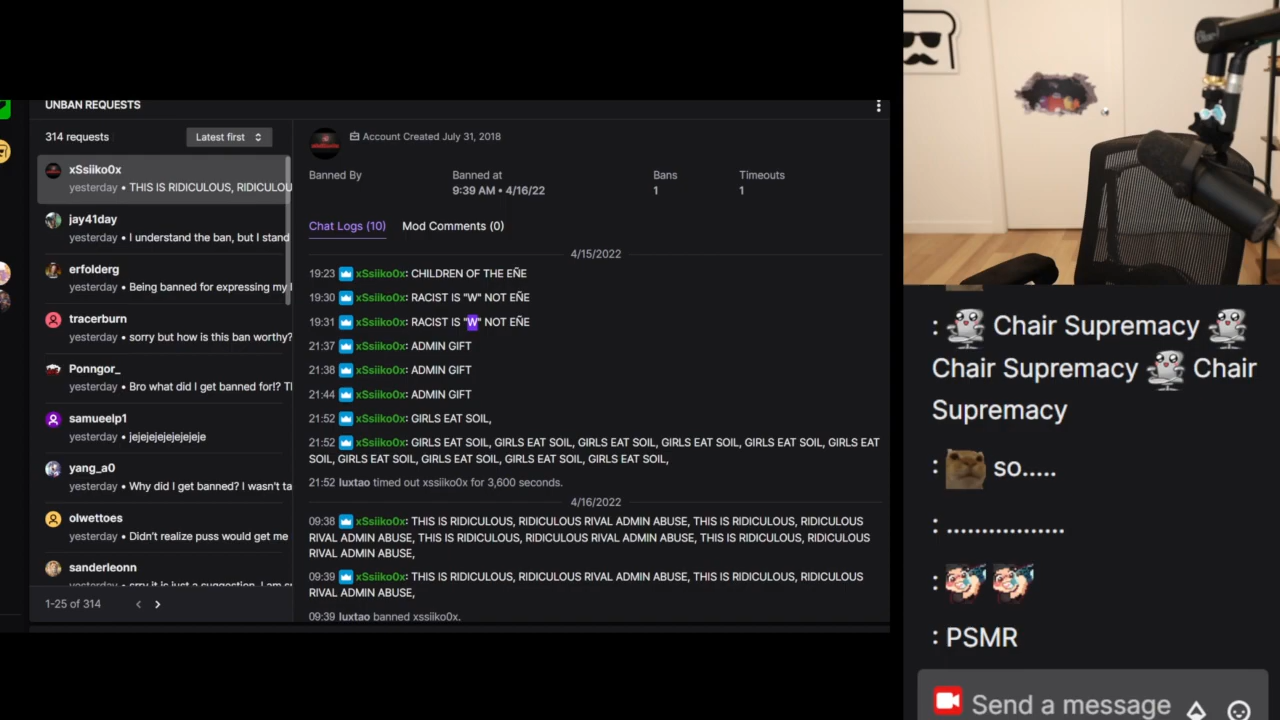 UNBAN REQUESTS
314 requests
Latest first
xSsiiko0x
yesterday • THIS IS RIDICULOUS, RIDICULOU
jay41day
yesterday • I understand the ban, but I stand
erfolderg
yesterday • Being banned for expressing my
tracerburn
yesterday • sorry but how is this ban worthy?
Ponngor_
yesterday • Bro what did I get banned for!? T
samueelp1
yesterday • jejejejejejejeje
yang_a0
yesterday • Why did I get banned? I wasn't ta
olwettoes
yesterday • Didn't realize puss would get me
sanderleonn
yesterday • srry it is just a suggestion. I am s
1-25 of 314
Account Created July 31, 2018
Banned By
Banned at
9:39 AM • 4/16/22
Bans
1
Timeouts
1
Chat Logs (10)
Mod Comments (0)
4/15/2022
19:23 xSsiiko0x: CHILDREN OF THE EÑE
19:30 xSsiiko0x: RACIST IS "W" NOT EÑE
19:31 xSsiiko0x: RACIST IS "W" NOT EÑE
21:37 xSsiiko0x: ADMIN GIFT
21:38 xSsiiko0x: ADMIN GIFT
21:44 xSsiiko0x: ADMIN GIFT
21:52 xSsiiko0x: GIRLS EAT SOIL,
21:52 xSsiiko0x: GIRLS EAT SOIL, GIRLS EAT SOIL, GIRLS EAT SOIL, GIRLS EAT SOIL, GIRLS EAT SOIL, GIRLS EAT
SOIL, GIRLS EAT SOIL, GIRLS EAT SOIL, GIRLS EAT SOIL, GIRLS EAT SOIL,
21:52 luxtao timed out xssiiko0x for 3,600 seconds.
4/16/2022
09:38 xSsiiko0x: THIS IS RIDICULOUS, RIDICULOUS RIVAL ADMIN ABUSE, THIS IS RIDICULOUS, RIDICULOUS
RIVAL ADMIN ABUSE, THIS IS RIDICULOUS, RIDICULOUS RIVAL ADMIN ABUSE, THIS IS RIDICULOUS, RIDICULOUS
RIVAL ADMIN ABUSE,
09:39 xSsiiko0x: THIS IS RIDICULOUS, RIDICULOUS RIVAL ADMIN ABUSE, THIS IS RIDICULOUS, RIDICULOUS
RIVAL ADMIN ABUSE,
09:39 luxtao banned xssiiko0x.
: Chair Supremacy
Chair Supremacy Chair
Supremacy
: so.....
: ................
:
: PSMR
Send a message